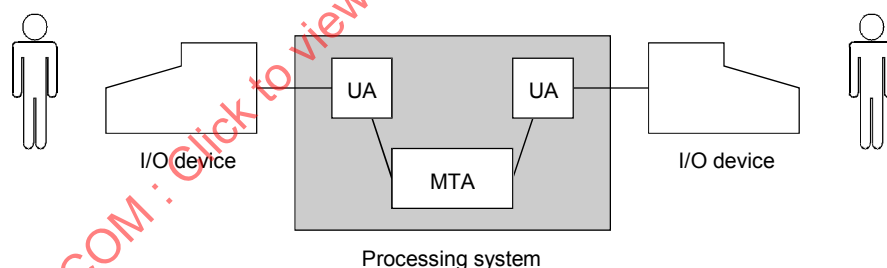 UA
UA
I/O device
I/O device
MTA
Processing system
COM : Click to view